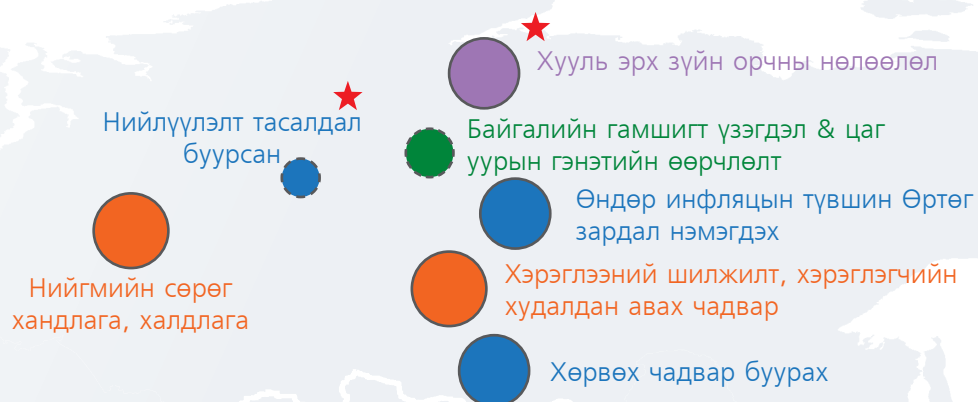 Хууль эрх зүйн орчны нөлөөлөл
Нийлүүлэлт тасалдал
буурсан
Байгалийн гамшигт үзэгдэл & цаг
уурын гэнэтийн өөрчлөлт
Өндөр инфляцын түвшин Өртөг
зардал нэмэгдэх
Нийгмийн сөрөг
хандлага, халдлага
Хэрэглээний шилжилт, хэрэглэгчийн
худалдан авах чадвар
Хөрвөх чадвар буурах